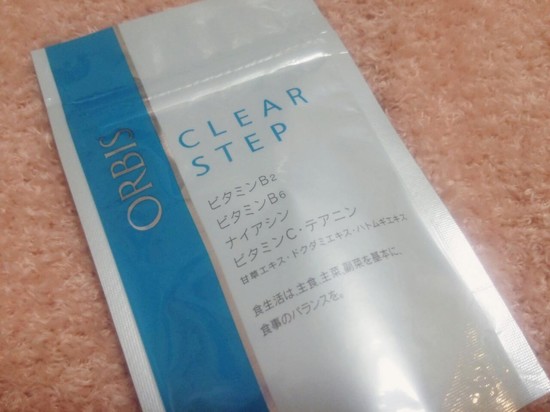 ORBIS
CLEAR
STEP
ビタミンB2
ビタミンB6
ナイアシン
ビタミンC・テアニン
甘草エキス・ドクダミエキス・ハトムギエキス
食生活は、主食、主菜、副菜を基本に、
食事のバランスを。